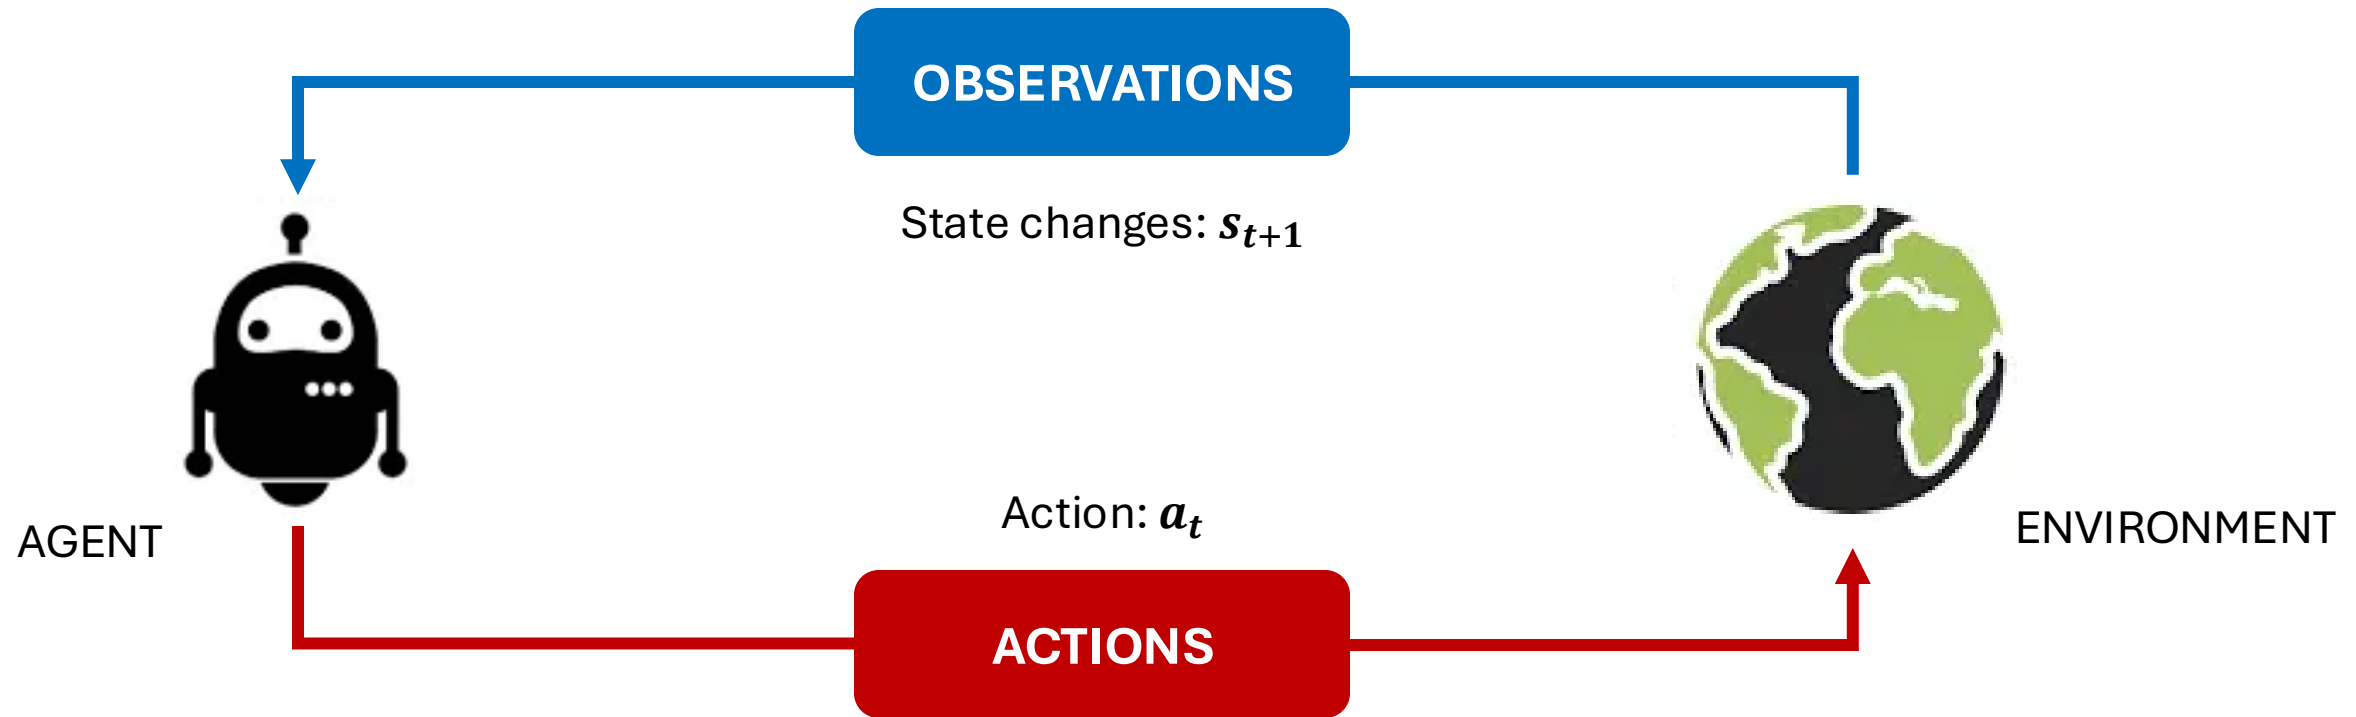 OBSERVATIONS
State changes: s_{t+1}
Action: a_t
AGENT
ENVIRONMENT
ACTIONS